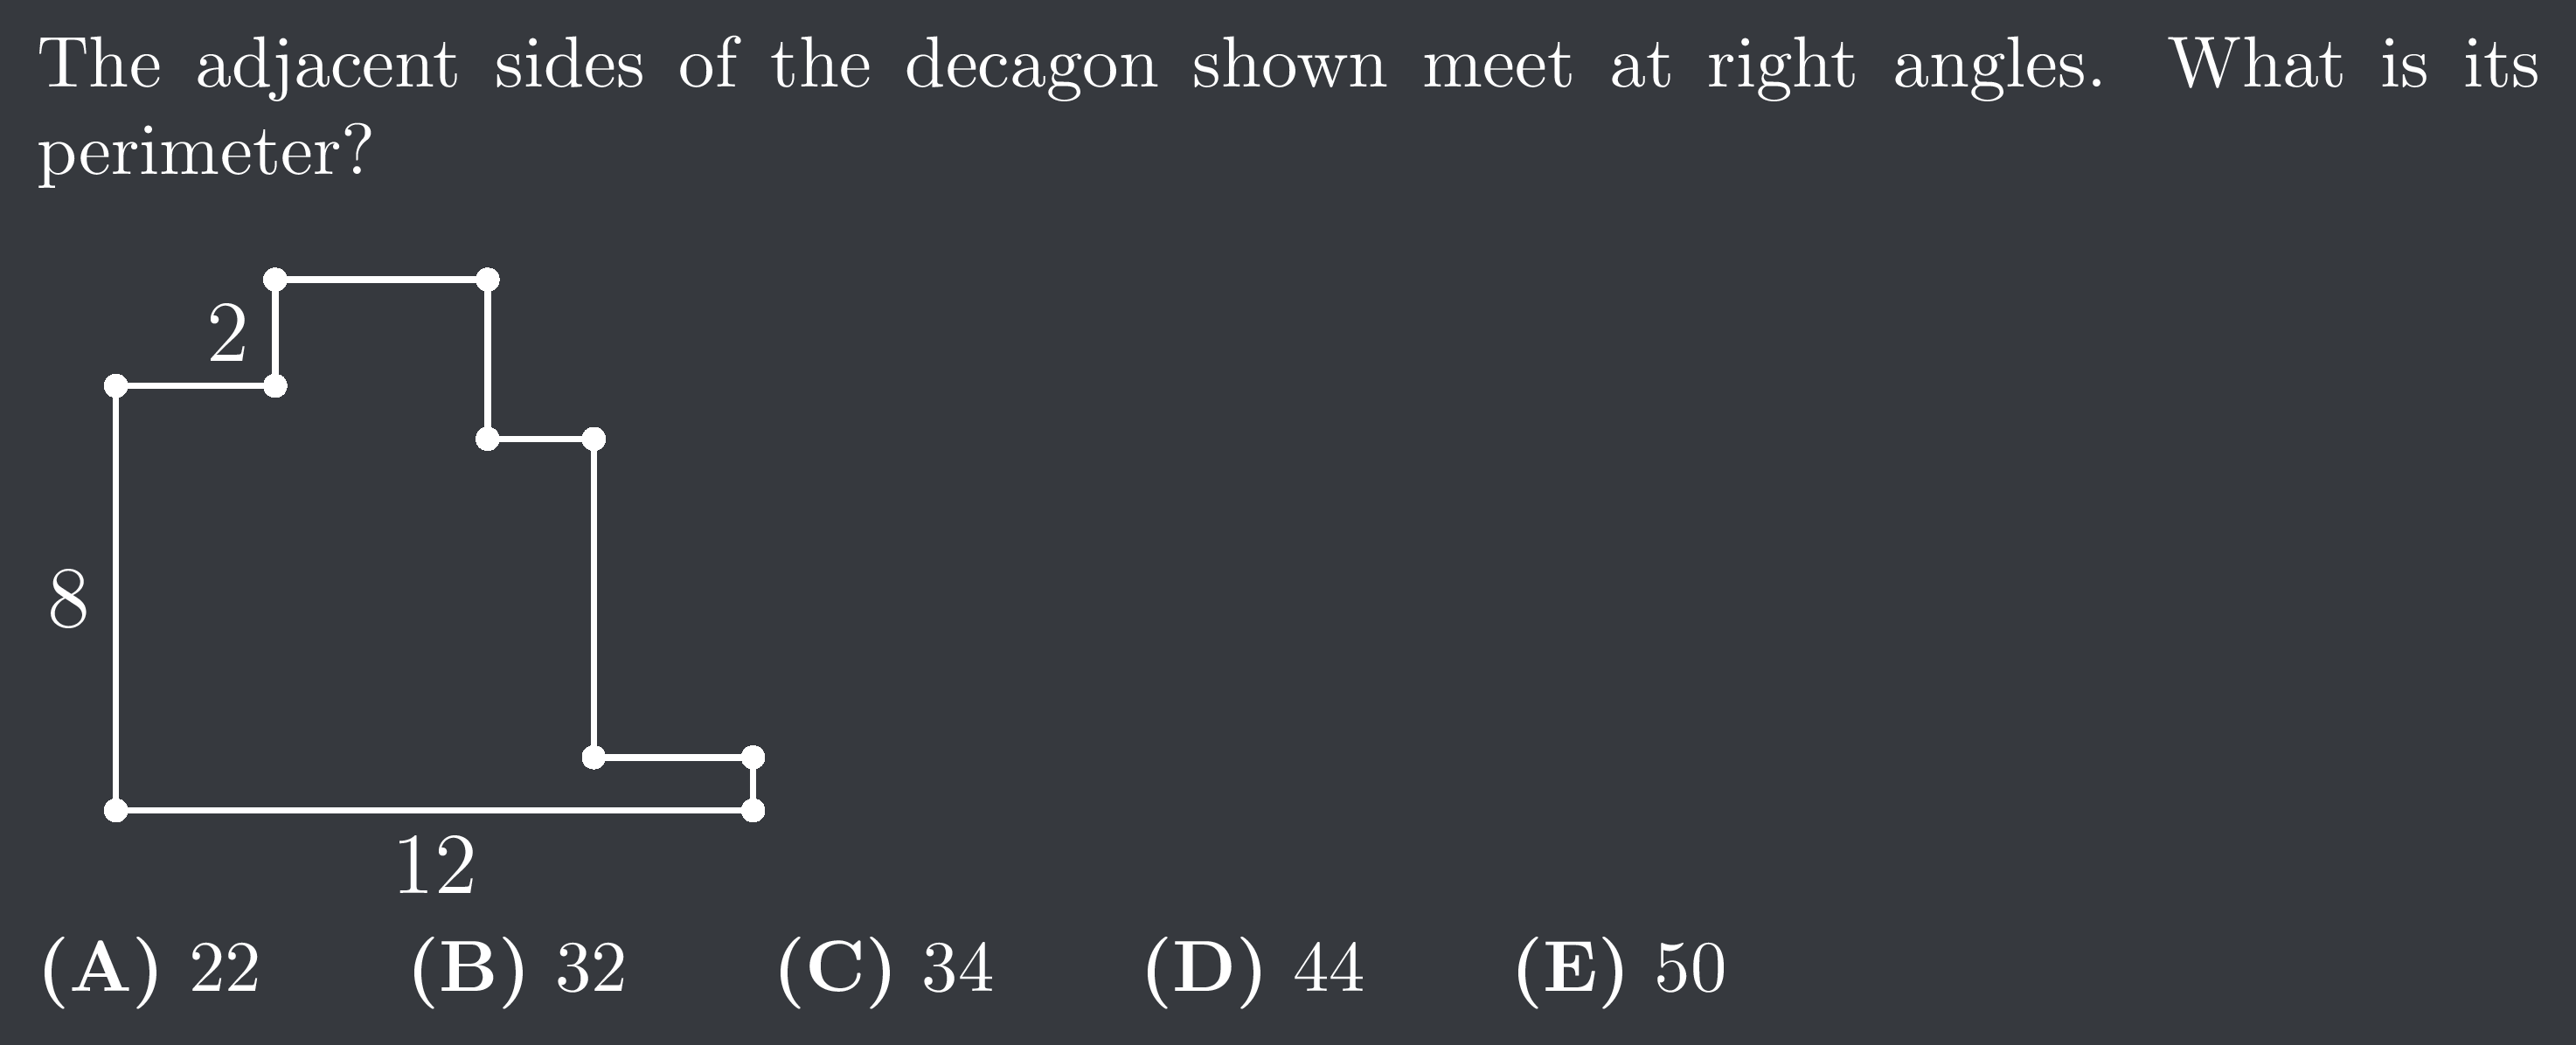 The adjacent sides of the decagon shown meet at right angles. What is its
perimeter?
2
8
12
(A) 22 (B) 32 (C) 34 (D) 44 (E) 50